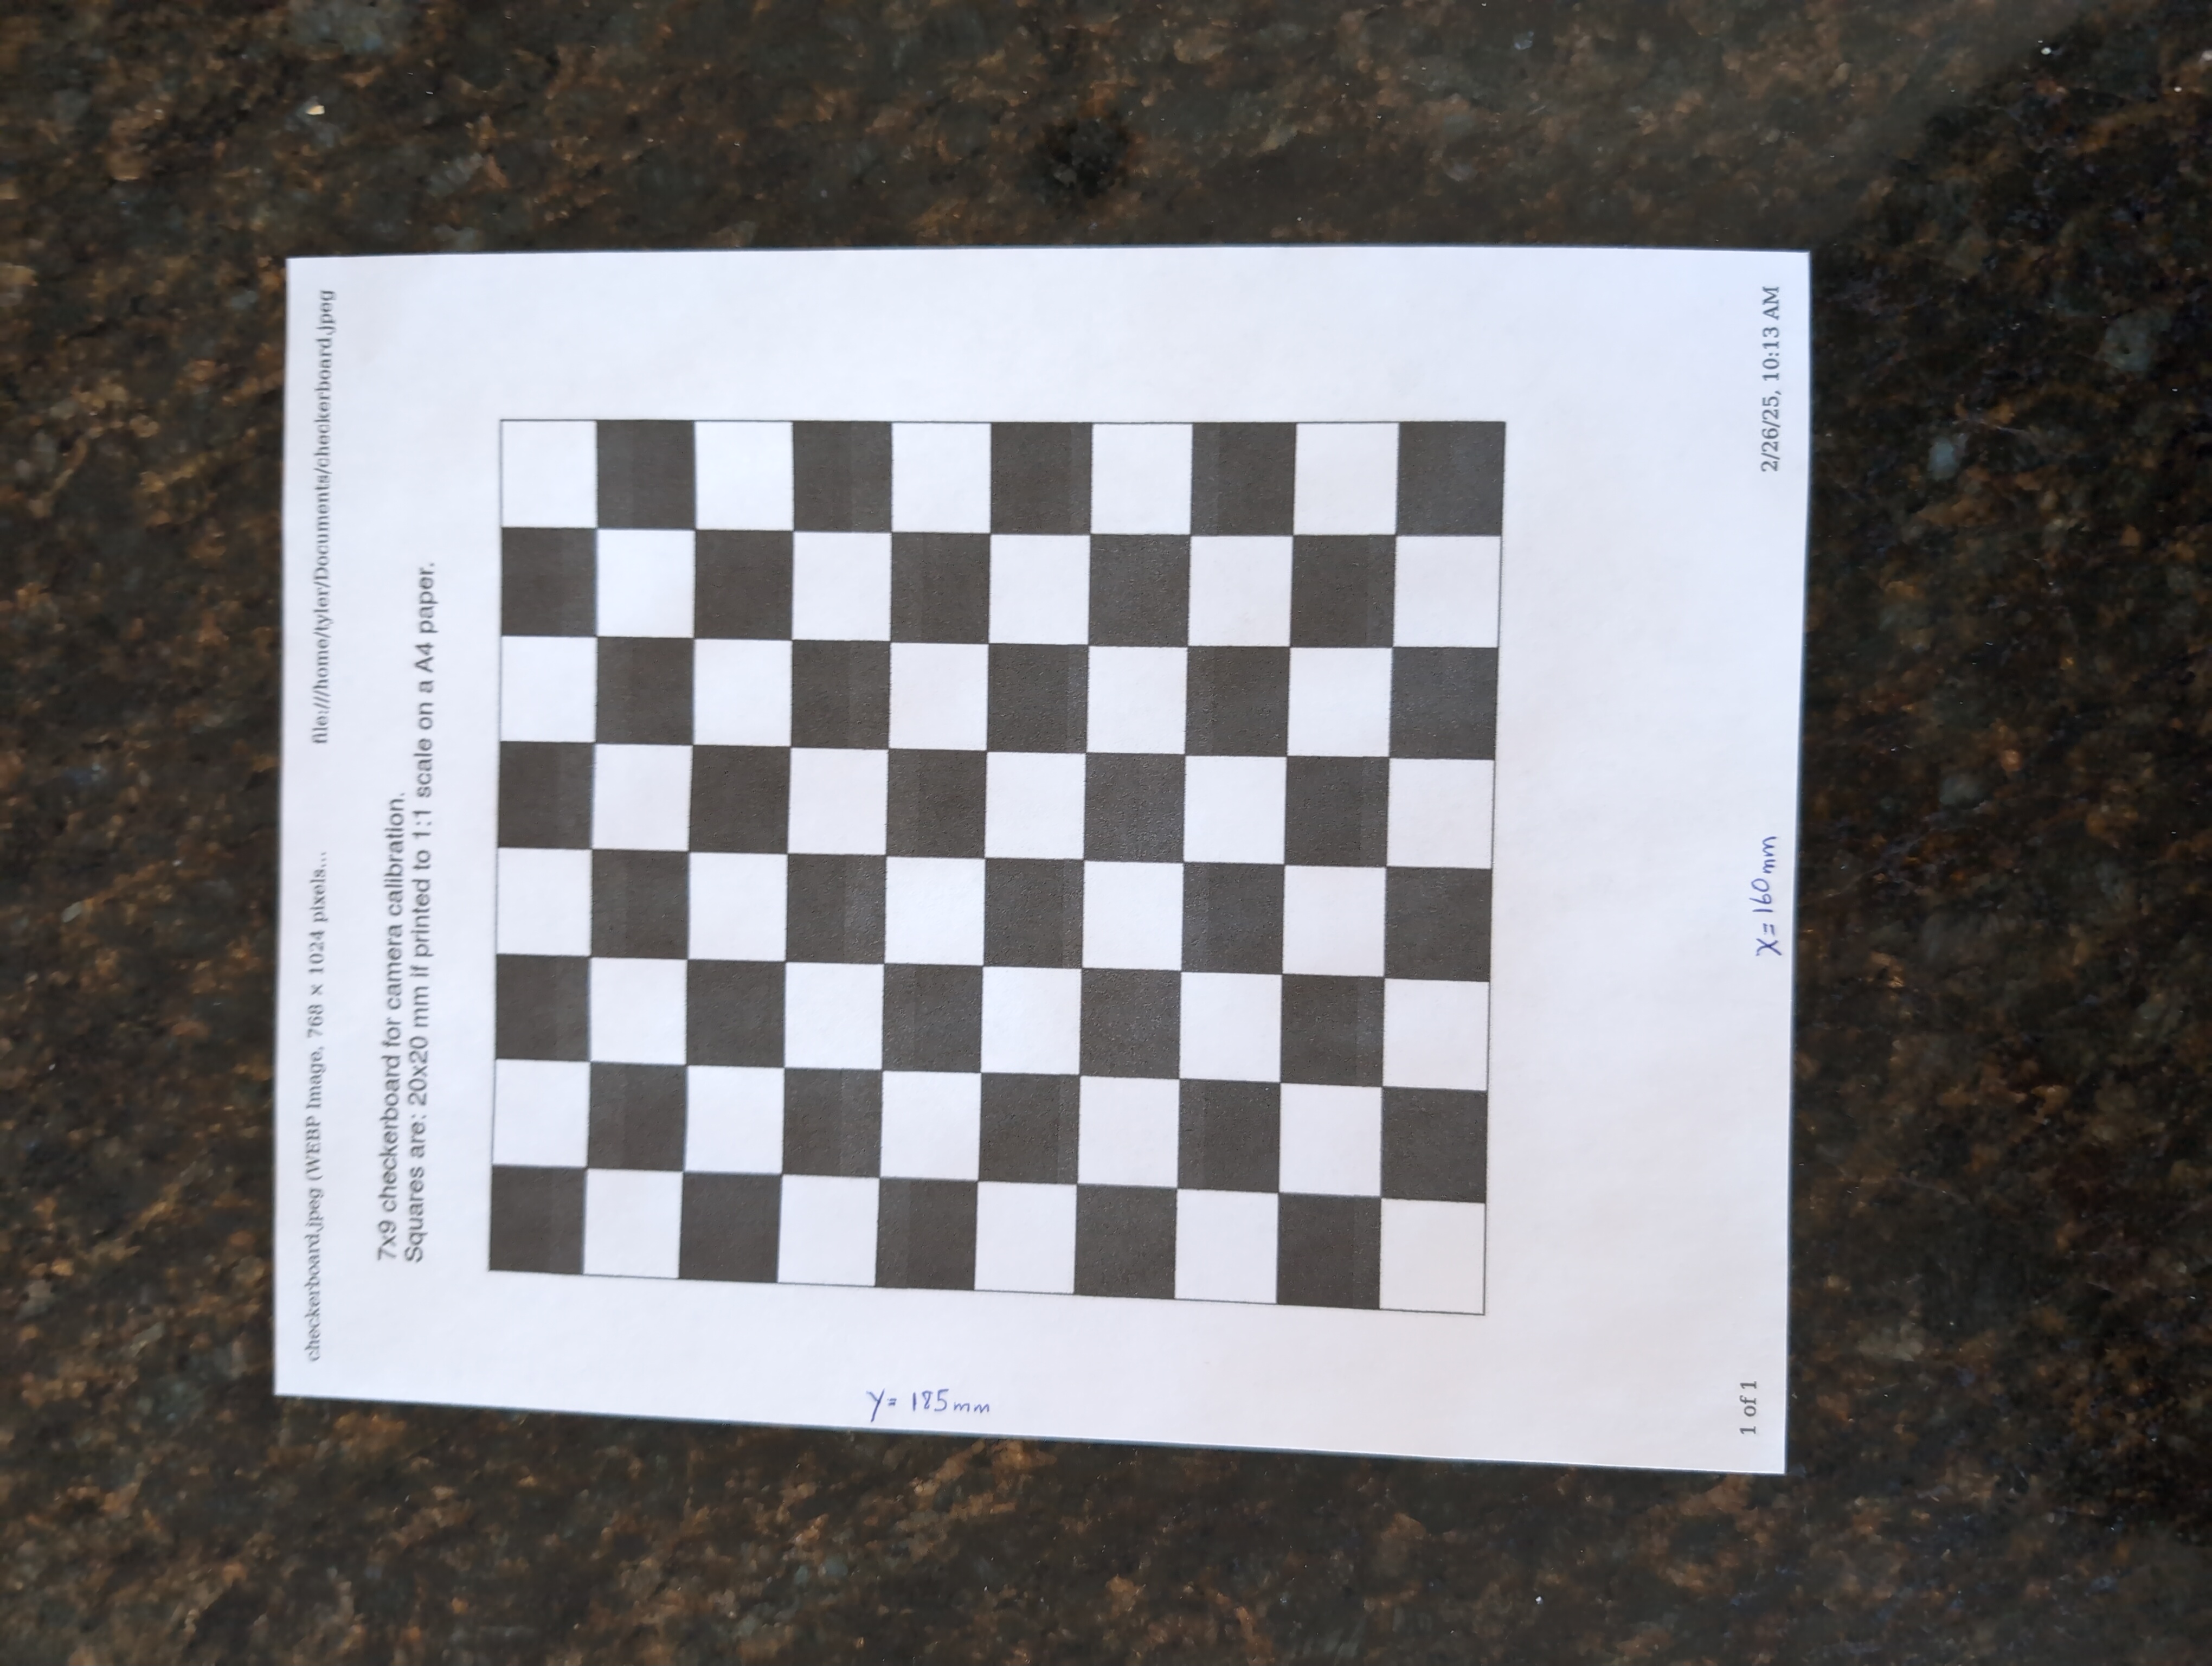 checkerboard.jpeg (WEBP Image, 768 × 1024 pixels...
file:///home/tyler/Documents/checkerboard.jpeg
7x9 checkerboard for camera calibration.
Squares are: 20x20 mm if printed to 1:1 scale on a A4 paper.
y= 185mm
1 of 1
x= 160mm
2/26/25, 10:13 AM